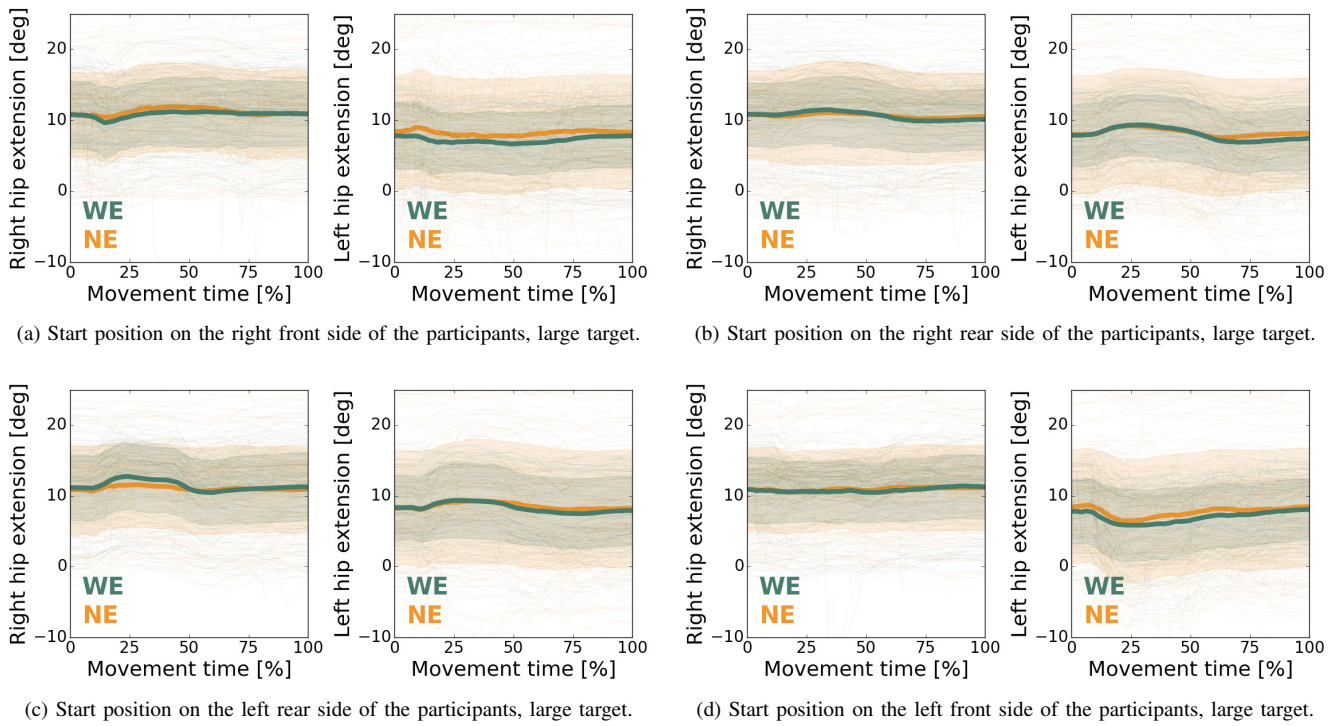 Right hip extension [deg]
20
10
0
−10
WE
NE
0 25 50 75 100
Movement time [%]
Left hip extension [deg]
20
10
0
−10
WE
NE
0 25 50 75 100
Movement time [%]
(a) Start position on the right front side of the participants, large target.
Right hip extension [deg]
20
10
0
−10
WE
NE
0 25 50 75 100
Movement time [%]
Left hip extension [deg]
20
10
0
−10
WE
NE
0 25 50 75 100
Movement time [%]
(b) Start position on the right rear side of the participants, large target.
Right hip extension [deg]
20
10
0
−10
WE
NE
0 25 50 75 100
Movement time [%]
Left hip extension [deg]
20
10
0
−10
WE
NE
0 25 50 75 100
Movement time [%]
(c) Start position on the left rear side of the participants, large target.
Right hip extension [deg]
20
10
0
−10
WE
NE
0 25 50 75 100
Movement time [%]
Left hip extension [deg]
20
10
0
−10
WE
NE
0 25 50 75 100
Movement time [%]
(d) Start position on the left front side of the participants, large target.